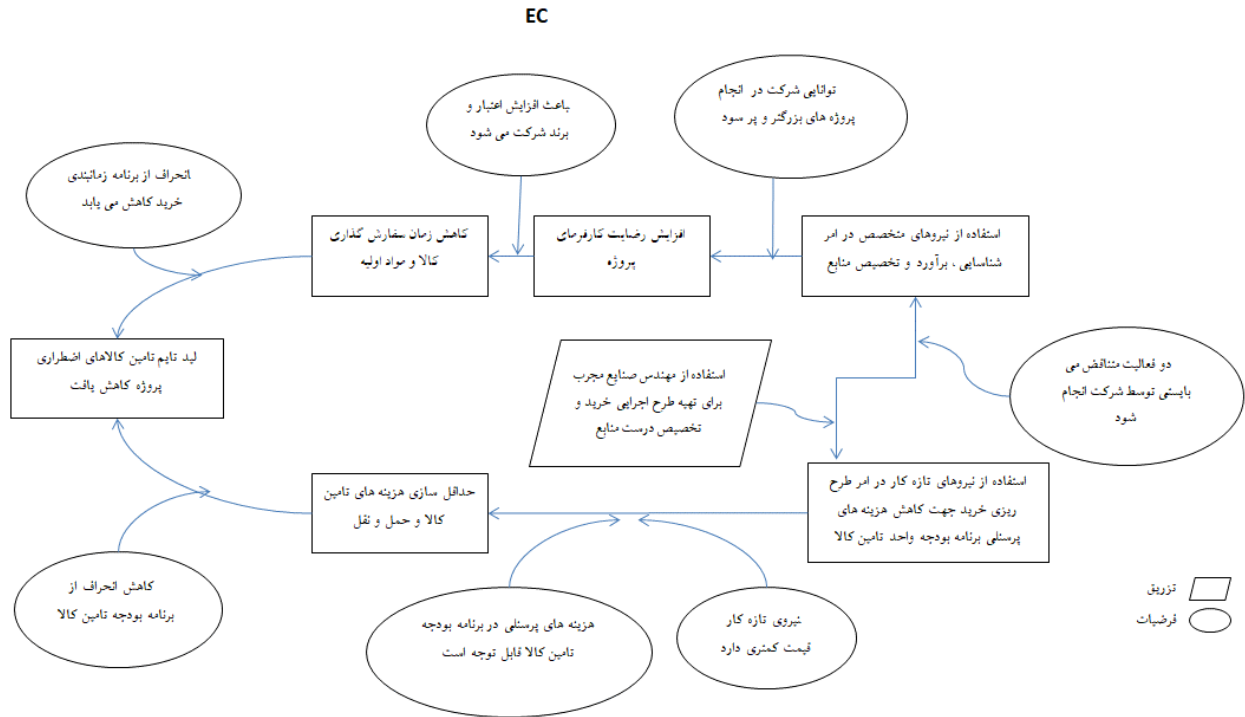 EC
توانایی شرکت در انجام
پروژه های بزرگتر و پر سود
باعث افزایش اعتبار و
برند شرکت می شود
انحراف از برنامه زمانبندی
خرید کاهش می یابد
استفاده از نیروهای متخصص در امر
شناسایی ، برآورد و تخصیص منابع
افزایش رضایت کارفرمای
پروژه
کاهش زمان سفارش گذاری
کالا و مواد اولیه
لید تایم تامین کالاهای اضطراری
پروژه کاهش یافت
دو فعالیت متناقض می
بایستی توسط شرکت انجام
شود
استفاده از مهندس صنایع مجرب
برای تهیه طرح اجرایی خرید و
تخصیص درست منابع
استفاده از نیروهای تازه کار در امر طرح
ریزی خرید جهت کاهش هزینه های
پرسنلی برنامه بودجه واحد تامین کالا
حداقل سازی هزینه های تامین
کالا و حمل و نقل
کاهش انحراف از
برنامه بودجه تامین کالا
هزینه های پرسنلی در برنامه بودجه
تامین کالا قابل توجه است
نیروی تازه کار
قیمت کمتری دارد
تزریق
فرضیات